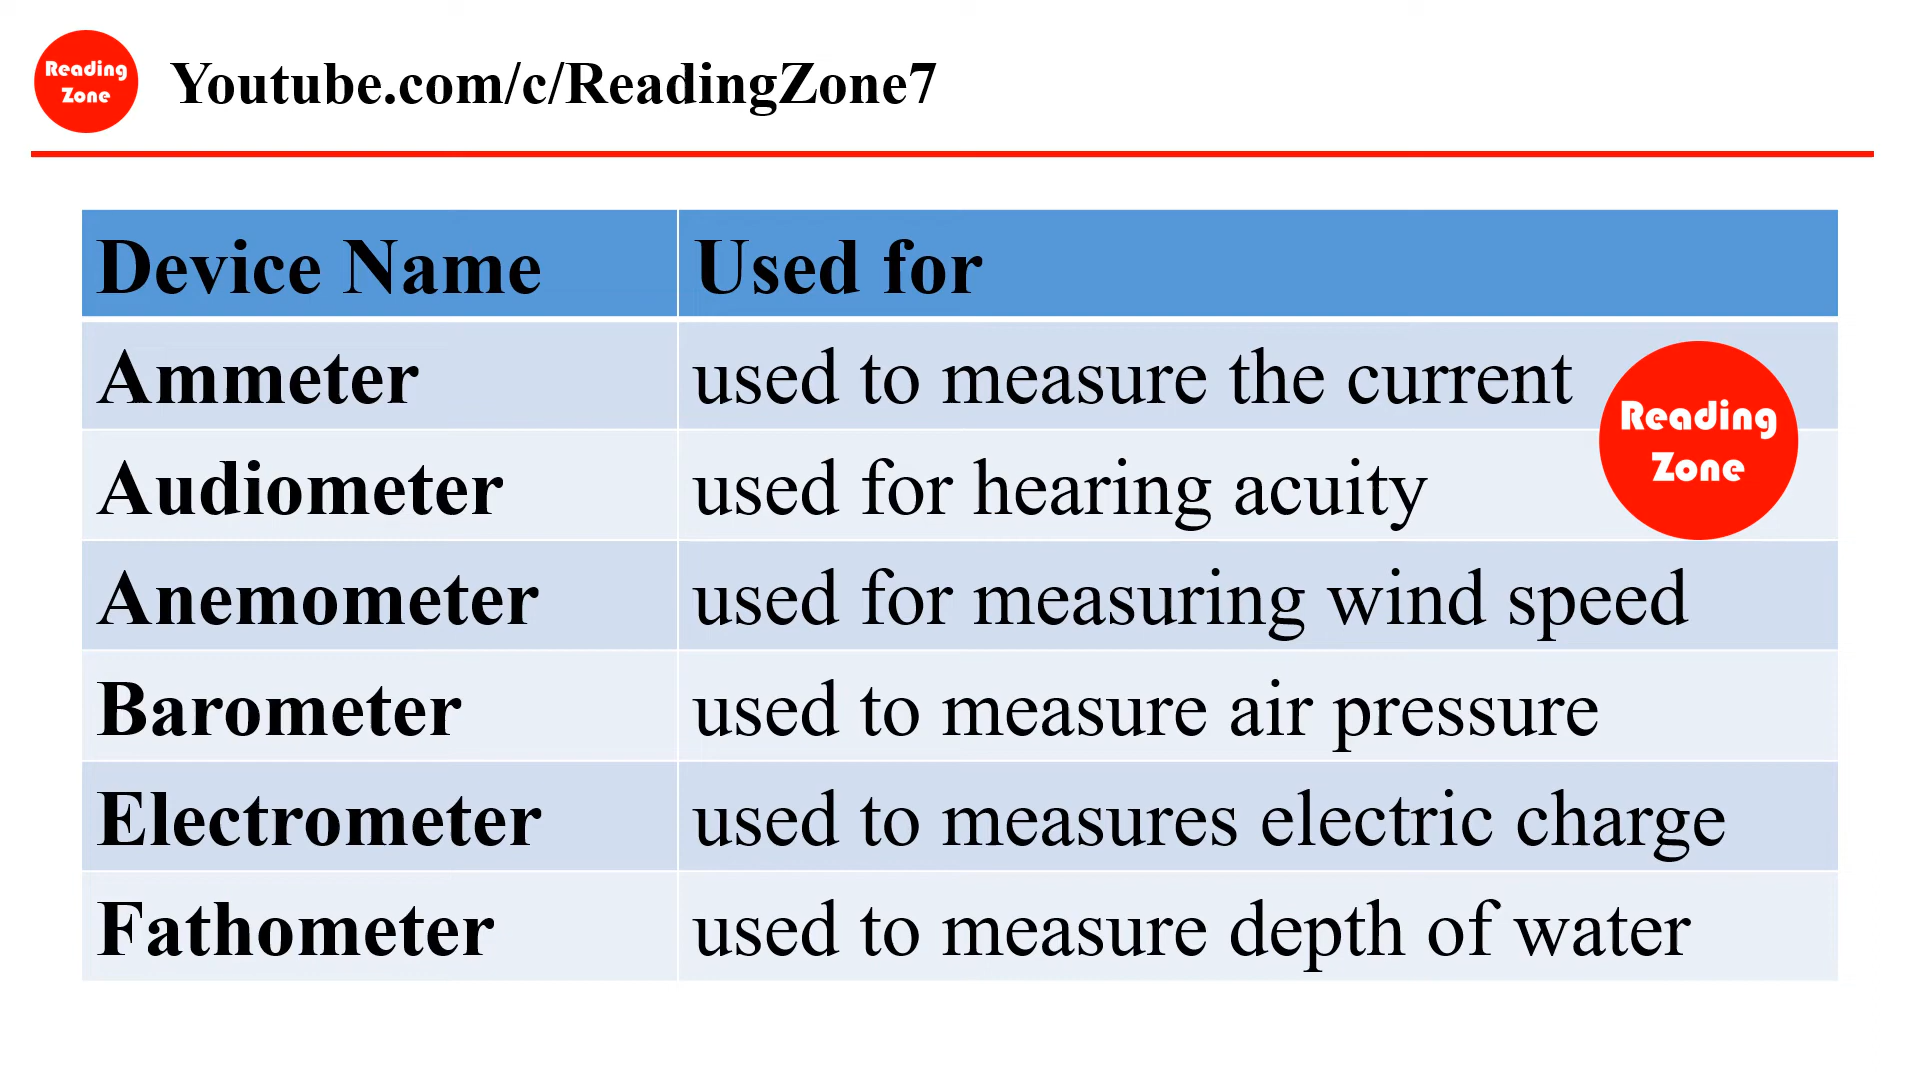 Reading
Zone
Youtube.com/c/ReadingZone7
Device Name Used for
Ammeter used to measure the current
Reading
Zone
Audiometer used for hearing acuity
Anemometer used for measuring wind speed
Barometer used to measure air pressure
Electrometer used to measures electric charge
Fathometer used to measure depth of water